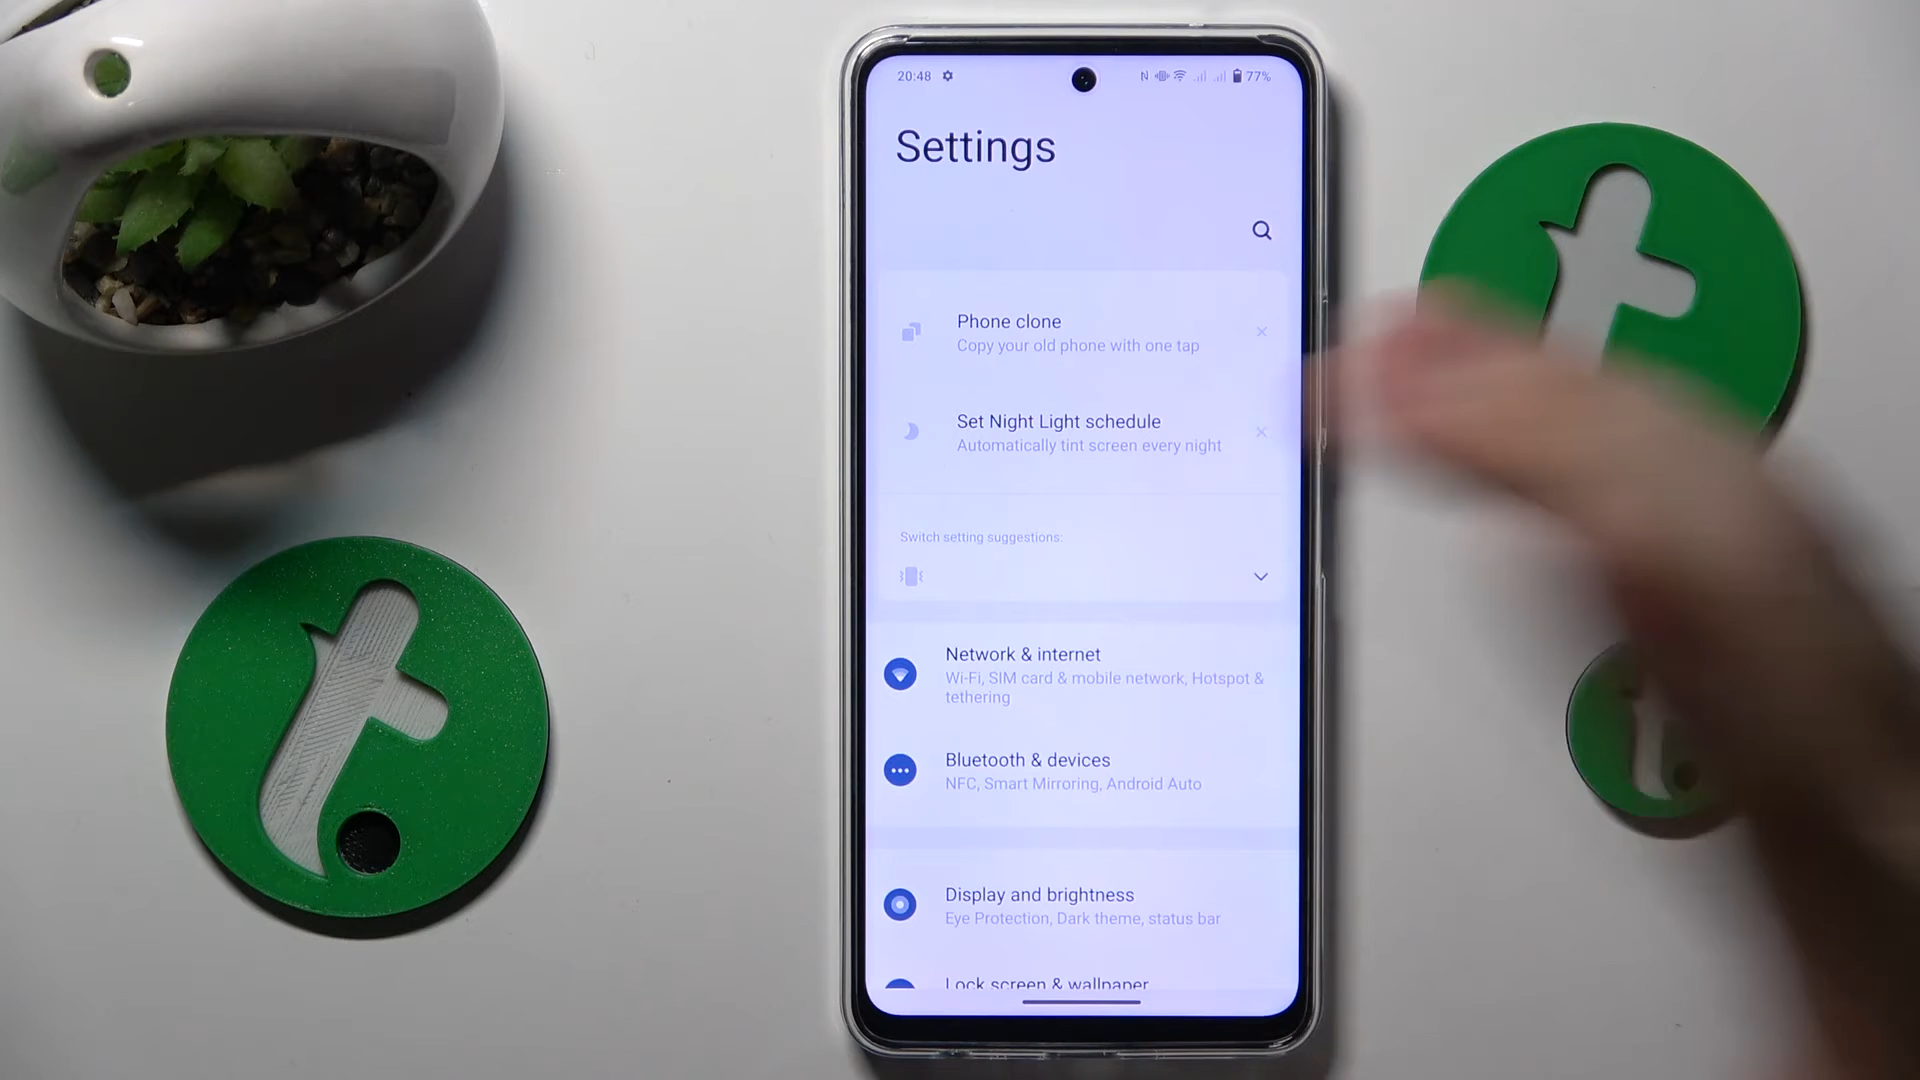 20:48
77%
Settings
Phone clone
Copy your old phone with one tap
Set Night Light schedule
Automatically tint screen every night
Switch setting suggestions:
Network & internet
Wi-Fi, SIM card & mobile network, Hotspot &
tethering
Bluetooth & devices
NFC, Smart Mirroring, Android Auto
Display and brightness
Eye Protection, Dark theme, status bar
Lock screen & wallpaper